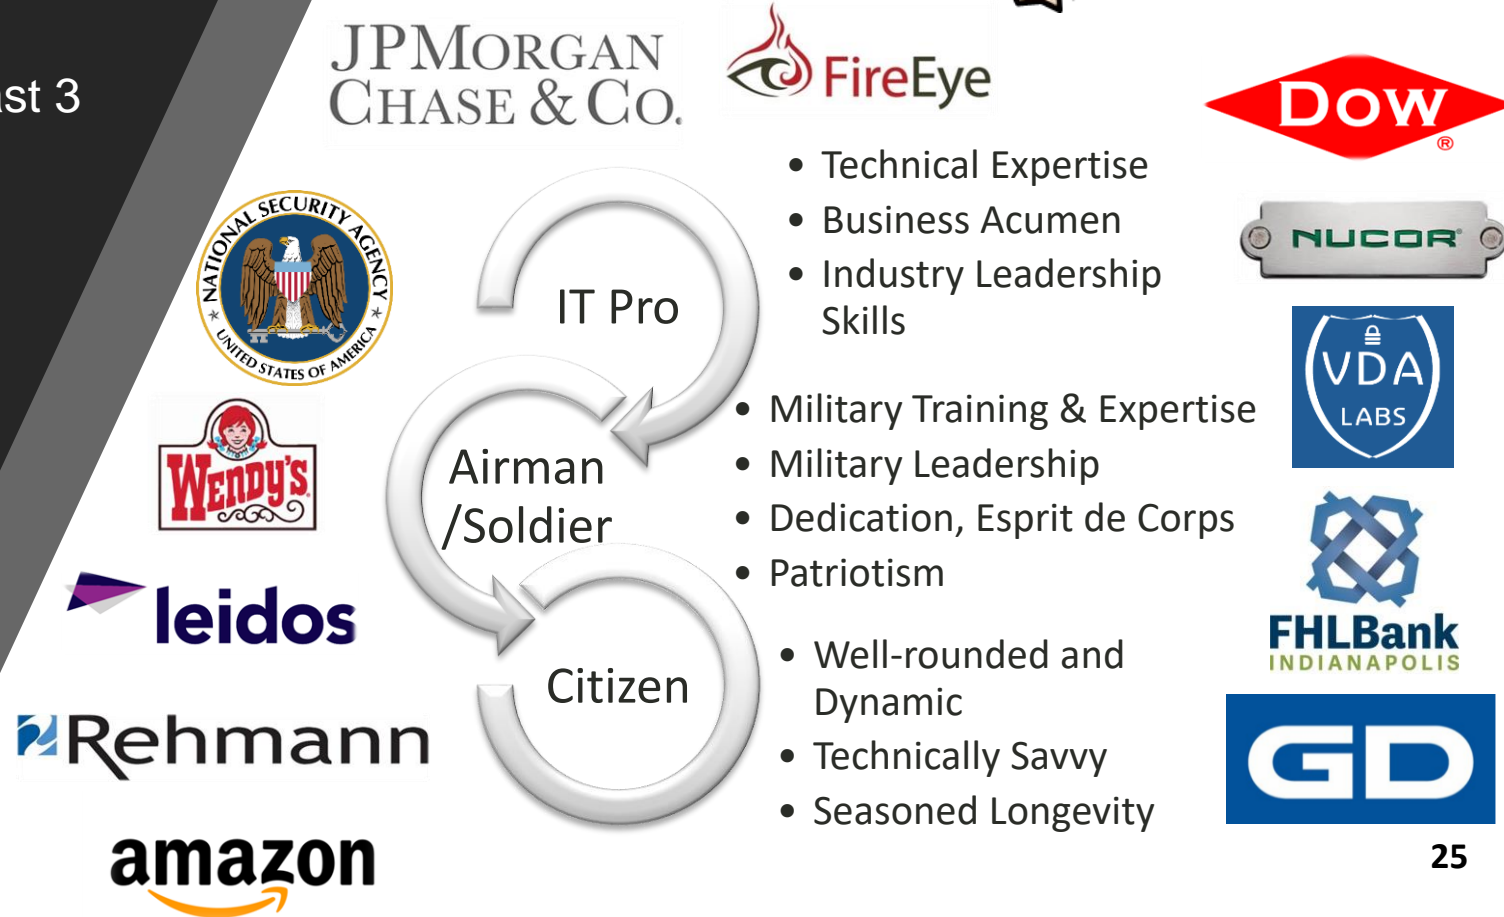 ast 3
JPMORGAN
CHASE & CO.
FireEye
DOW
®
• Technical Expertise
• Business Acumen
• Industry Leadership
Skills
NUCOR®
NATIONAL SECURITY AGENCY
UNITED STATES OF AMERICA
IT Pro
VDA
LABS
• Military Training & Expertise
• Military Leadership
• Dedication, Esprit de Corps
• Patriotism
WENDY'S
Airman
/Soldier
leidos
FHLBank
INDIANAPOLIS
Citizen
• Well-rounded and
Dynamic
• Technically Savvy
• Seasoned Longevity
Rehmann
GD
amazon
25